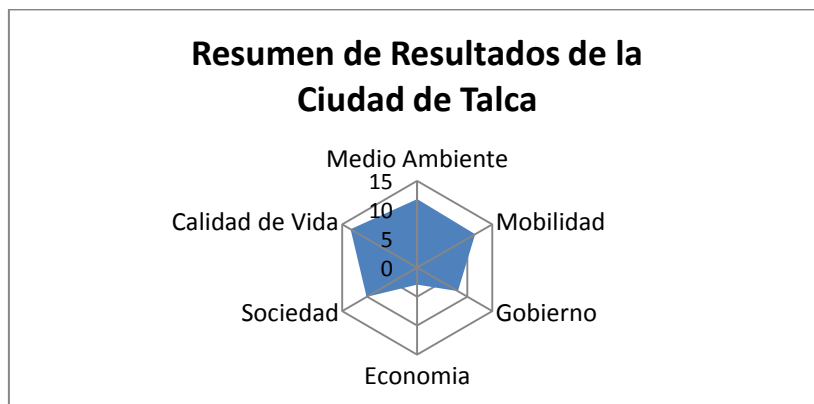 Resumen de Resultados de la
Ciudad de Talca
Medio Ambiente
15
10
5
0
Mobilidad
Gobierno
Economia
Sociedad
Calidad de Vida